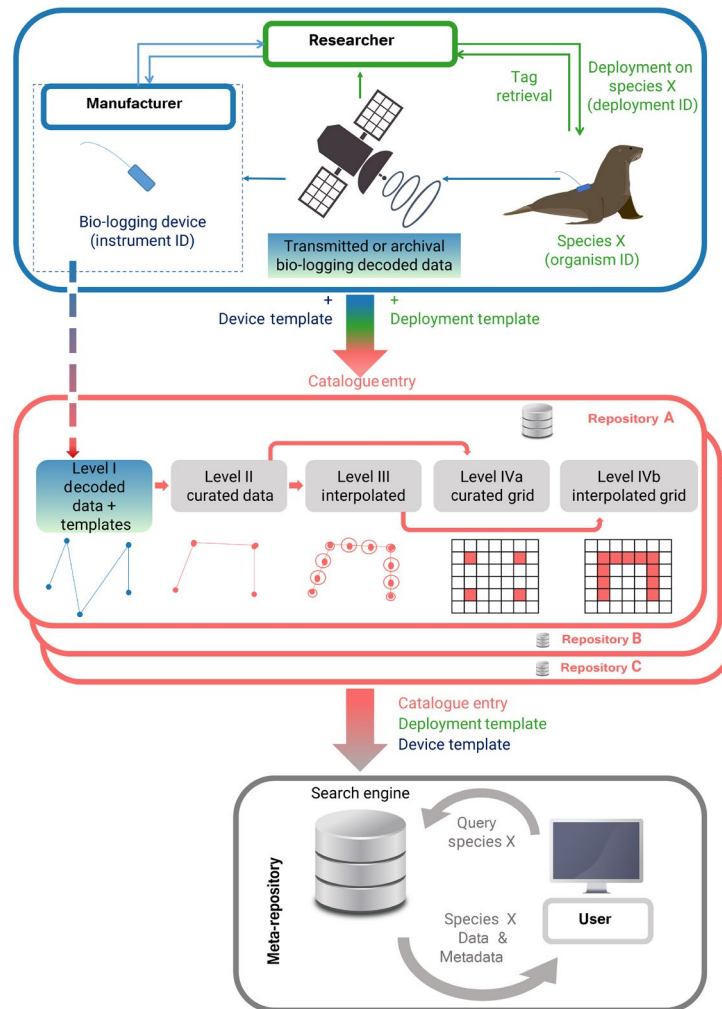 Researcher
Manufacturer
Tag
retrieval
Deployment on
species X
(deployment ID)
Bio-logging device
(instrument ID)
Transmitted or archival
bio-logging decoded data
Species X
(organism ID)
+
Device template
+
Deployment template
Catalogue entry
Repository A
Level I
decoded
data +
templates
Level II
curated data
Level III
interpolated
Level IVa
curated grid
Level IVb
interpolated grid
Repository B
Repository C
Catalogue entry
Deployment template
Device template
Meta-repository
Search engine
Query
species X
User
Species X
Data &
Metadata